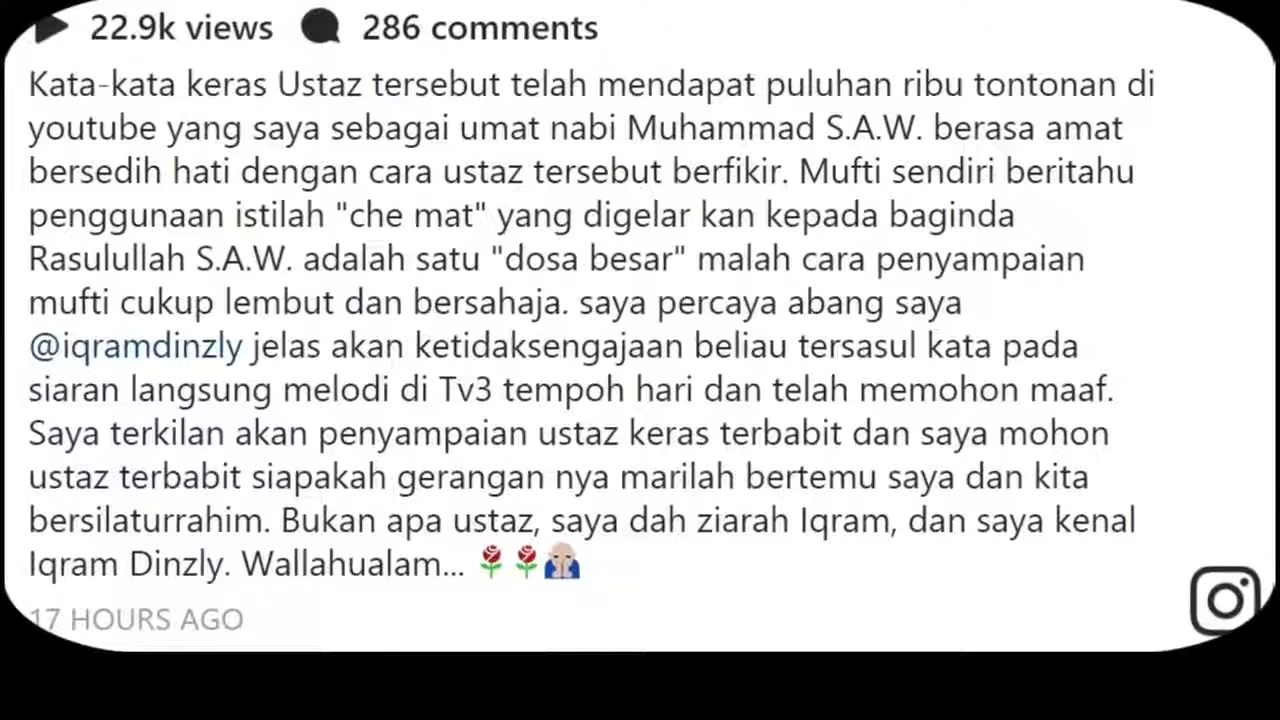 22.9k views 286 comments
Kata-kata keras Ustaz tersebut telah mendapat puluhan ribu tontonan di
youtube yang saya sebagai umat nabi Muhammad S.A.W. berasa amat
bersedih hati dengan cara ustaz tersebut berfikir. Mufti sendiri beritahu
penggunaan istilah "che mat" yang digelar kan kepada baginda
Rasulullah S.A.W. adalah satu "dosa besar" malah cara penyampaian
mufti cukup lembut dan bersahaja. saya percaya abang saya
@iqramdinzly jelas akan ketidaksengajaan beliau tersasul kata pada
siaran langsung melodi di Tv3 tempoh hari dan telah memohon maaf.
Saya terkilan akan penyampaian ustaz keras terbabit dan saya mohon
ustaz terbabit siapakah gerangan nya marilah bertemu saya dan kita
bersilaturrahim. Bukan apa ustaz, saya dah ziarah Iqram, dan saya kenal
Iqram Dinzly. Wallahualam... 🌹🌹🙏🏼
17 HOURS AGO